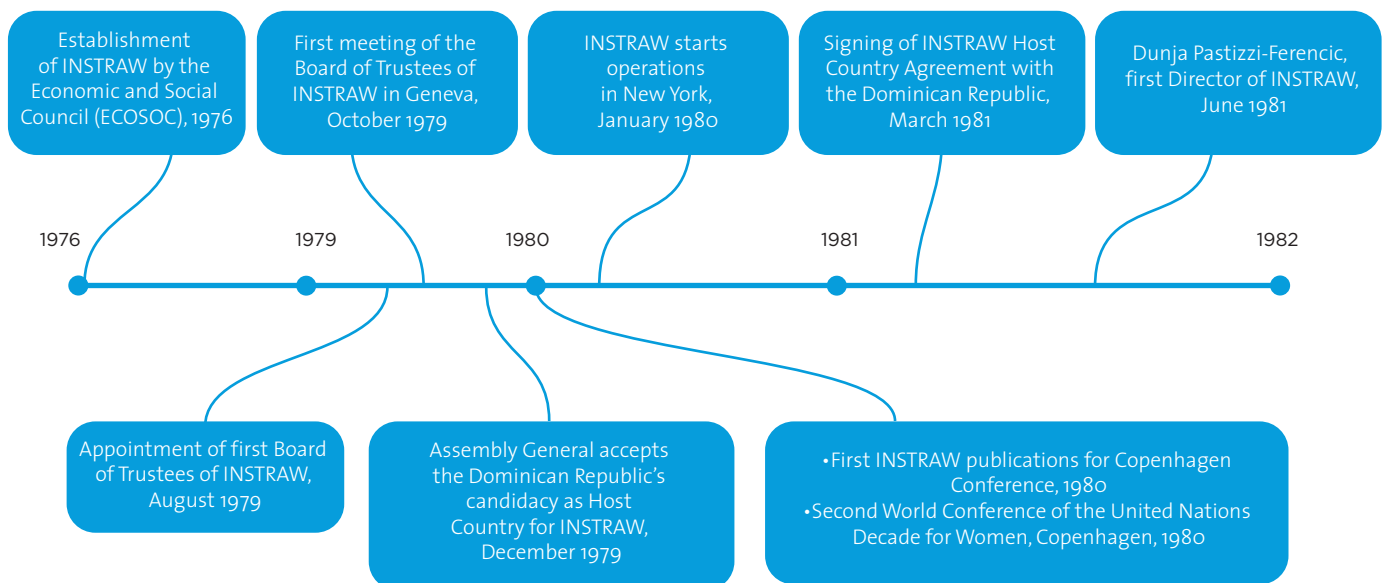 Establishment
of INSTRAW by the
Economic and Social
Council (ECOSOC), 1976
First meeting of the
Board of Trustees of
INSTRAW in Geneva,
October 1979
INSTRAW starts
operations
in New York,
January 1980
Signing of INSTRAW Host
Country Agreement with
the Dominican Republic,
March 1981
Dunja Pastizzi-Ferencic,
first Director of INSTRAW,
June 1981
1976
1979
1980
1981
1982
Appointment of first Board
of Trustees of INSTRAW,
August 1979
Assembly General accepts
the Dominican Republic’s
candidacy as Host
Country for INSTRAW,
December 1979
•First INSTRAW publications for Copenhagen
Conference, 1980
•Second World Conference of the United Nations
Decade for Women, Copenhagen, 1980